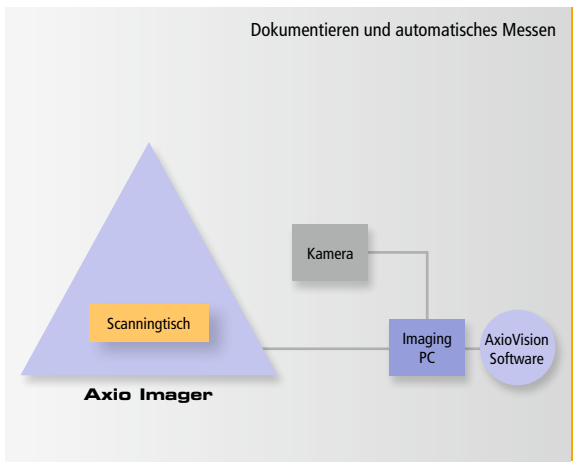 Dokumentieren und automatisches Messen
Kamera
Scanningtisch
Imaging
PC
AxioVision
Software
Axio Imager